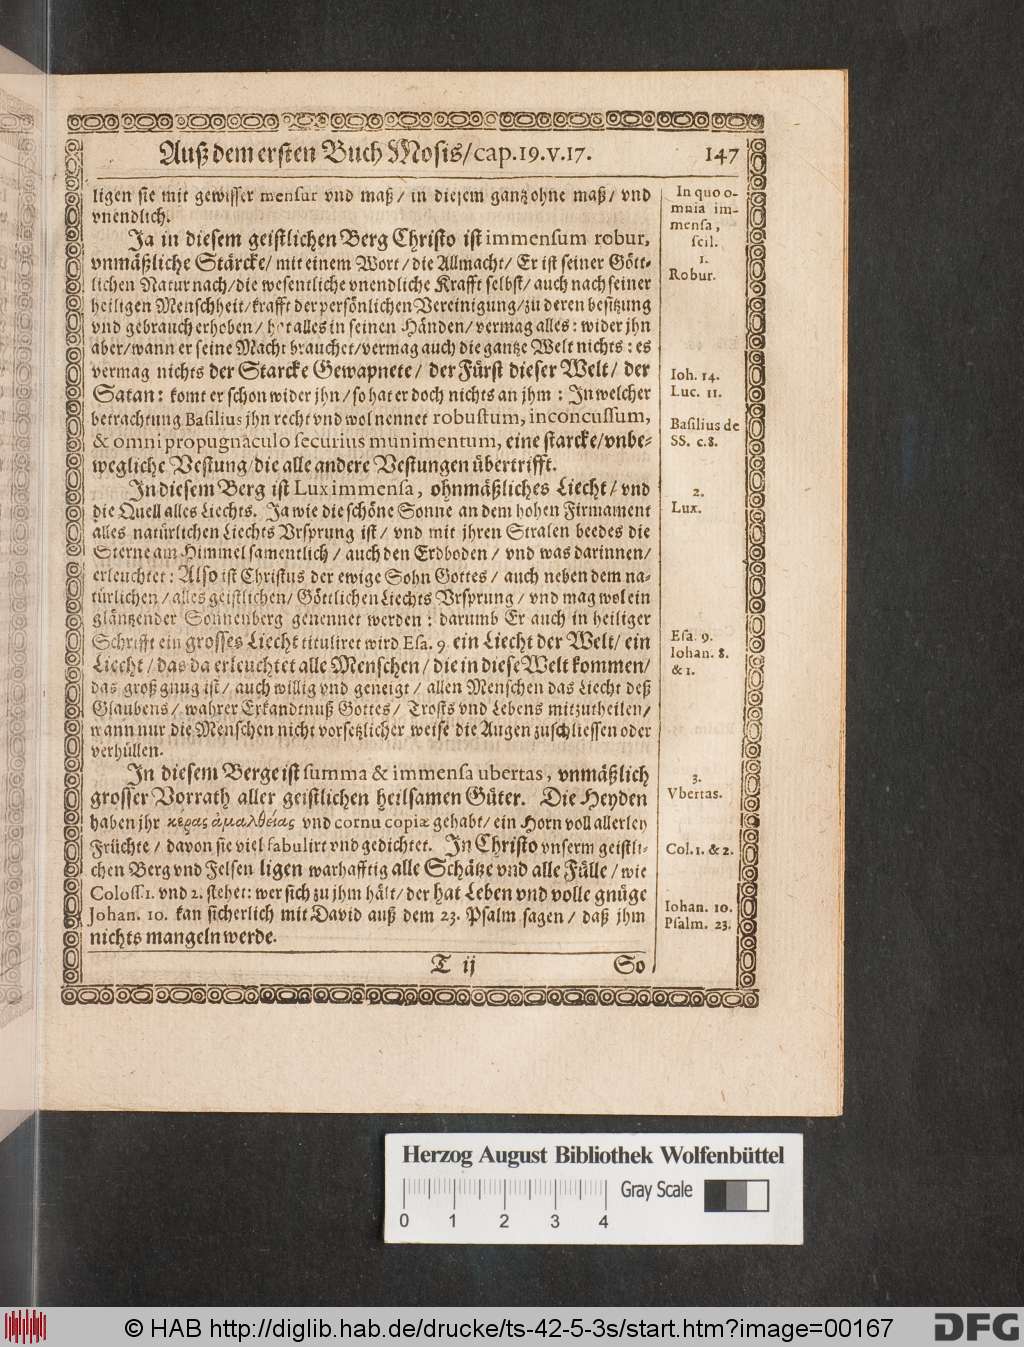 Auß dem ersten Buch Mosis/cap.19.v.17. 147
ligen sie mit gewisser mensur vnd maß/ in diesem gantz ohne maß/ vnd
vnendlich.
Ja in diesem geistlichen Berg Christo ist immensum robur,
vnmäßliche Stärcke/ mit einem Wort/ die Allmacht/ Er ist seiner Gött-
lichen Natur nach/ die wesentliche vnendliche Krafft selbst/ auch nach seiner
heiligen Menschheit/ krafft der persönlichen Vereinigung/ zu deren besitzung
vnd gebrauch erhoben/ hat alles in seinen Händen/ vermag alles: wider jhn
aber/ wann er seine Macht brauchet/ vermag auch die gantze Welt nichts: es
vermag nichts der Starcke Gewapnete/ der Fürst dieser Welt/ der
Satan: komt er schon wider jhn/ so hat er doch nichts an jhm: In welcher
betrachtung Basilius jhn recht vnd wol nennet robustum, inconcussum,
& omni propugnaculo securius munimentum, eine starcke/ vnbe-
wegliche Vestung/ die alle andere Vestungen übertrifft.
In diesem Berg ist Lux immensa, ohnmäßliches Liecht/ vnd
die Quell alles Liechts. Ja wie die schöne Sonne an dem hohen Firmament
alles natürlichen Liechts Vrsprung ist/ vnd mit jhren Stralen beedes die
Sterne am Himmel samentlich/ auch den Erdboden/ vnd was darinnen/
erleuchtet: Also ist Christus der ewige Sohn Gottes/ auch neben dem na-
türlichen/ alles geistlichen/ Göttlichen Liechts Vrsprung/ vnd mag wol ein
gläntzender Sonnenberg genennet werden: darumb Er auch in heiliger
Schrifft ein grosses Liecht tituliret wird Esa. 9. ein Liecht der Welt/ ein
Liecht/ das da erleuchtet alle Menschen/ die in diese Welt kommen/
das groß gnug ist/ auch willig vnd geneigt/ allen Menschen das Liecht deß
Glaubens/ wahrer Erkandtnuß Gottes/ Trosts vnd Lebens mitzutheilen/
wann nur die Menschen nicht vorsetzlicher weise die Augen zuschliessen oder
verhüllen.
In diesem Berge ist summa & immensa ubertas, vnmäßlich
grosser Vorrath aller geistlichen heilsamen Güter. Die Heyden
haben jhr κέρας ἀμαλθείας vnd cornu copiæ gehabt/ ein Horn voll allerley
Früchte/ davon sie viel fabulirt vnd gedichtet. In Christo vnserm geistli-
chen Berg vnd Felsen ligen warhafftig alle Schätze vnd alle Fülle/ wie
Coloss. 1. vnd 2. stehet: wer sich zu jhm hält/ der hat Leben vnd volle gnüge
Johan. 10. kan sicherlich mit David auß dem 23. Psalm sagen/ daß jhm
nichts mangeln werde.
T ij So
In quo o-
mnia im-
mensa,
scil.
1.
Robur.
Ioh. 14.
Luc. 11.
Basilius de
SS. c.8.
2.
Lux.
Esa. 9.
Iohan. 8.
& 1.
3.
Vbertas.
Col. 1. & 2.
Iohan. 10.
Psalm. 23.
Herzog August Bibliothek Wolfenbüttel
Gray Scale
0 1 2 3 4
© HAB http://diglib.hab.de/drucke/ts-42-5-3s/start.htm?image=00167
DFG